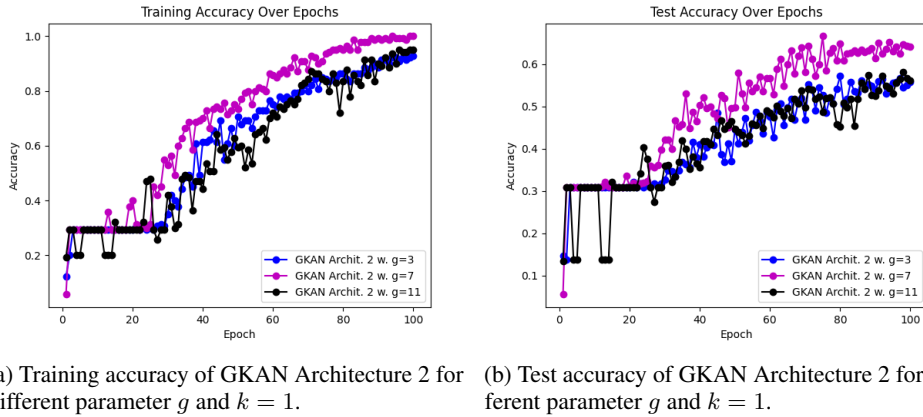 Training Accuracy Over Epochs
1.0
0.8
0.6
0.4
0.2
Accuracy
GKAN Archit. 2 w. g=3
GKAN Archit. 2 w. g=7
GKAN Archit. 2 w. g=11
0 20 40 60 80 100
Epoch
Test Accuracy Over Epochs
0.6
0.5
0.4
0.3
0.2
0.1
Accuracy
GKAN Archit. 2 w. g=3
GKAN Archit. 2 w. g=7
GKAN Archit. 2 w. g=11
0 20 40 60 80 100
Epoch
a) Training accuracy of GKAN Architecture 2 for
ifferent parameter g and k = 1.
(b) Test accuracy of GKAN Architecture 2 for
ferent parameter g and k = 1.